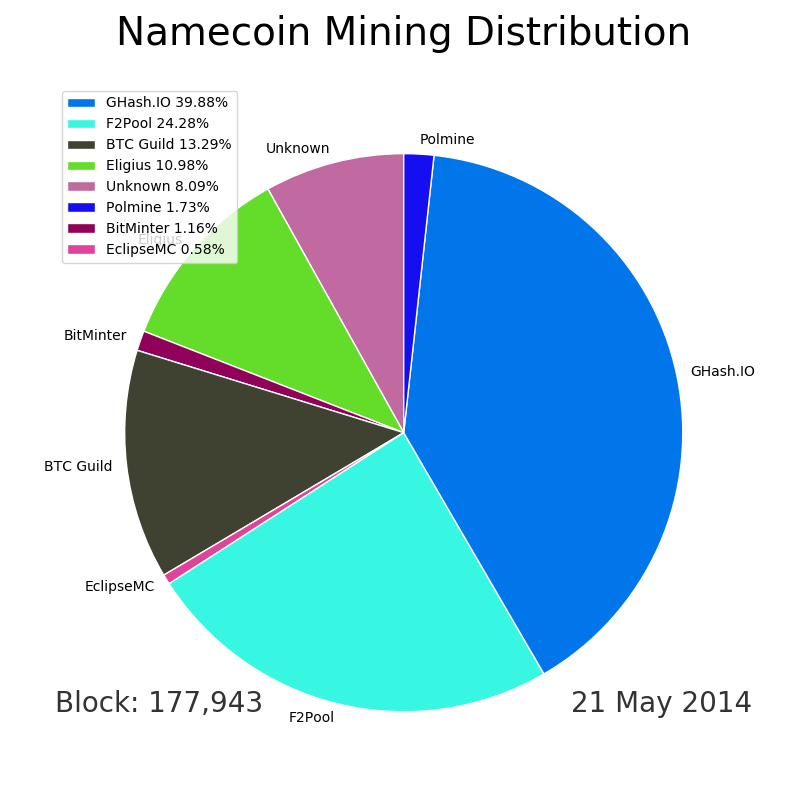 Namecoin Mining Distribution
GHash.IO 39.88%
F2Pool 24.28%
BTC Guild 13.29%
Eligius 10.98%
Unknown 8.09%
Polmine 1.73%
BitMinter 1.16%
EclipseMC 0.58%
Polmine
Unknown
Eligius
BitMinter
GHash.IO
BTC Guild
EclipseMC
F2Pool
Block: 177,943
21 May 2014